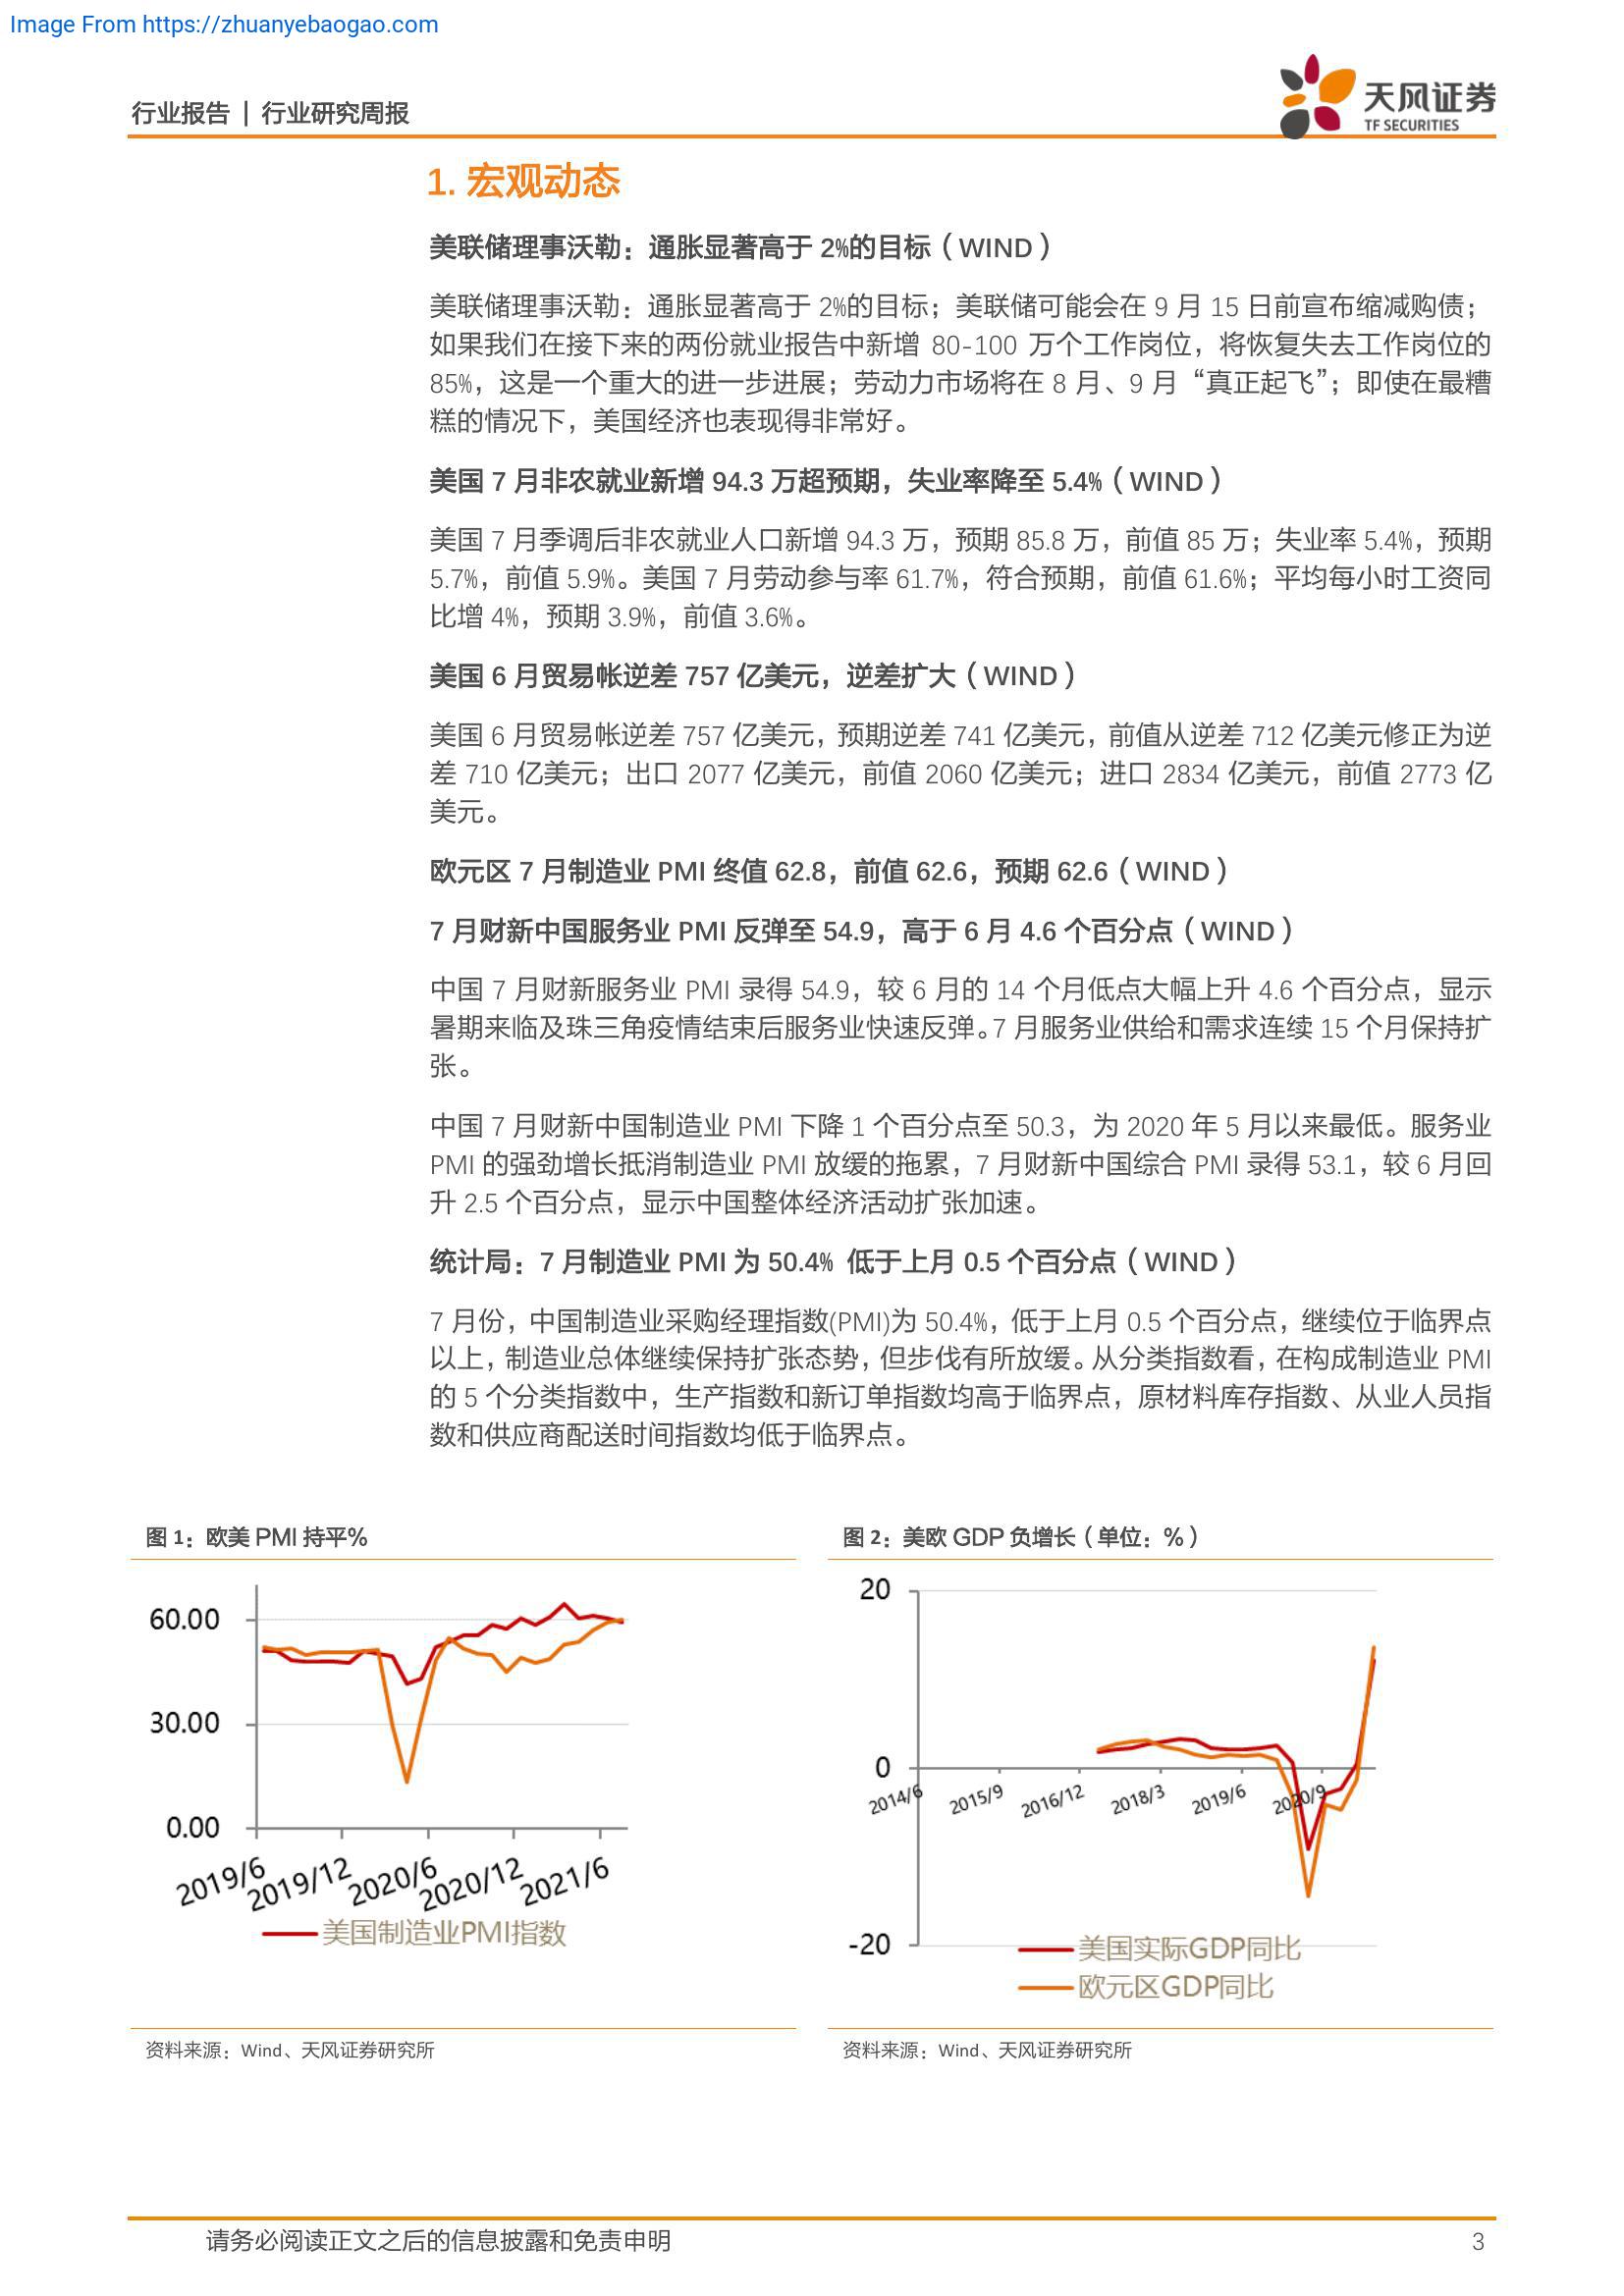 Image From https://zhuanyebaogao.com
行业报告 | 行业研究周报
天风证券
TF SECURITIES
1. 宏观动态
美联储理事沃勒：通胀显著高于 2%的目标（WIND）
美联储理事沃勒：通胀显著高于 2%的目标；美联储可能会在 9 月 15 日前宣布缩减购债；
如果我们在接下来的两份就业报告中新增 80-100 万个工作岗位，将恢复失去工作岗位的
85%，这是一个重大的进一步进展；劳动力市场将在 8 月、9 月“真正起飞”；即使在最糟
糕的情况下，美国经济也表现得非常好。
美国 7 月非农就业新增 94.3 万超预期，失业率降至 5.4%（WIND）
美国 7 月季调后非农就业人口新增 94.3 万，预期 85.8 万，前值 85 万；失业率 5.4%，预期
5.7%，前值 5.9%。美国 7 月劳动参与率 61.7%，符合预期，前值 61.6%；平均每小时工资同
比增 4%，预期 3.9%，前值 3.6%。
美国 6 月贸易帐逆差 757 亿美元，逆差扩大（WIND）
美国 6 月贸易帐逆差 757 亿美元，预期逆差 741 亿美元，前值从逆差 712 亿美元修正为逆
差 710 亿美元；出口 2077 亿美元，前值 2060 亿美元；进口 2834 亿美元，前值 2773 亿
美元。
欧元区 7 月制造业 PMI 终值 62.8，前值 62.6，预期 62.6（WIND）
7 月财新中国服务业 PMI 反弹至 54.9，高于 6 月 4.6 个百分点（WIND）
中国 7 月财新服务业 PMI 录得 54.9，较 6 月的 14 个月低点大幅上升 4.6 个百分点，显示
暑期来临及珠三角疫情结束后服务业快速反弹。7 月服务业供给和需求连续 15 个月保持扩
张。
中国 7 月财新中国制造业 PMI 下降 1 个百分点至 50.3，为 2020 年 5 月以来最低。服务业
PMI 的强劲增长抵消制造业 PMI 放缓的拖累，7 月财新中国综合 PMI 录得 53.1，较 6 月回
升 2.5 个百分点，显示中国整体经济活动扩张加速。
统计局：7 月制造业 PMI 为 50.4% 低于上月 0.5 个百分点（WIND）
7 月份，中国制造业采购经理指数(PMI)为 50.4%，低于上月 0.5 个百分点，继续位于临界点
以上，制造业总体继续保持扩张态势，但步伐有所放缓。从分类指数看，在构成制造业 PMI
的 5 个分类指数中，生产指数和新订单指数均高于临界点，原材料库存指数、从业人员指
数和供应商配送时间指数均低于临界点。
图 1：欧美 PMI 持平%
60.00
30.00
0.00
2019/6 2019/12 2020/6 2020/12 2021/6
美国制造业PMI指数
资料来源：Wind、天风证券研究所
图 2：美欧 GDP 负增长（单位：%）
20
0
2014/6 2015/9 2016/12 2018/3 2019/6 2020/9
-20
美国实际GDP同比
欧元区GDP同比
资料来源：Wind、天风证券研究所
请务必阅读正文之后的信息披露和免责申明
3